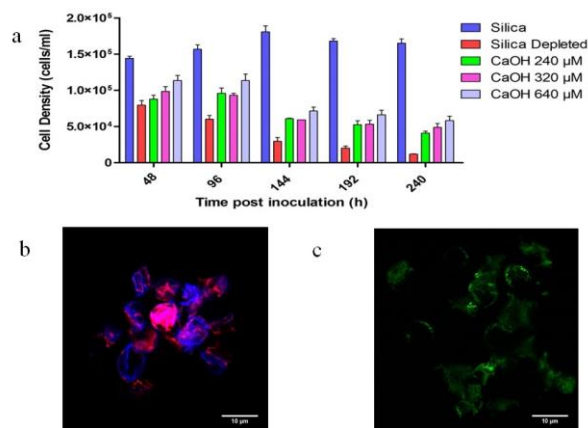 a
Cell Density (cells/ml)
2.0×10⁵
1.5×10⁵
1.0×10⁵
5.0×10⁴
0
48
96
144
192
240
Time post inoculation (h)
Silica
Silica Depleted
CaOH 240 µM
CaOH 320 µM
CaOH 640 µM
b
10 µm
c
10 µm